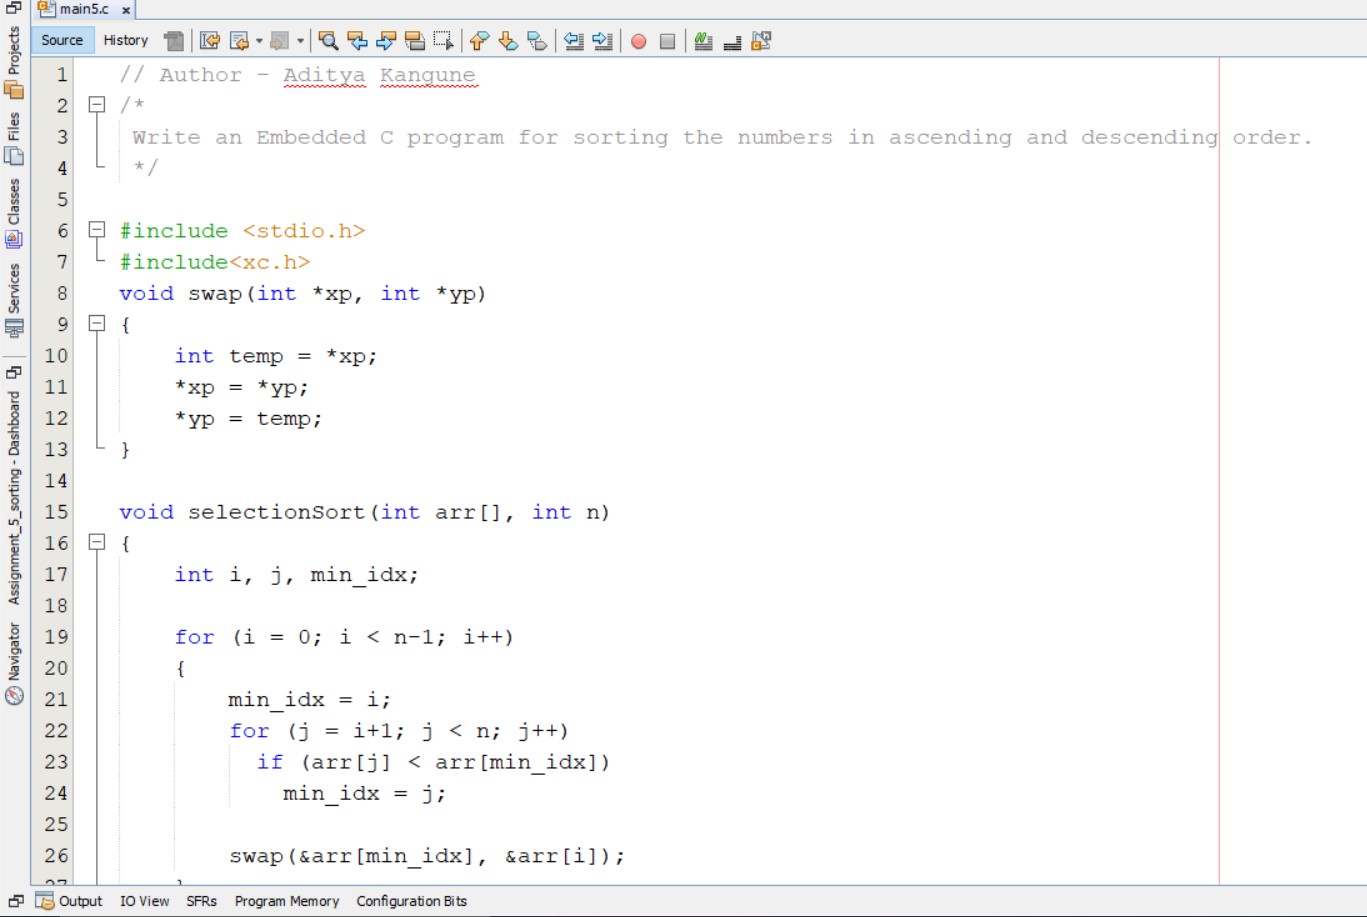 main5.c x
Source History
Projects
Files
Classes
Services
Assignment_5_sorting - Dashboard
Navigator
1 // Author - Aditya Kangune
2 /*
3 Write an Embedded C program for sorting the numbers in ascending and descending order.
4 */
5
6 #include <stdio.h>
7 #include<xc.h>
8 void swap(int *xp, int *yp)
9 {
10 int temp = *xp;
11 *xp = *yp;
12 *yp = temp;
13 }
14
15 void selectionSort(int arr[], int n)
16 {
17 int i, j, min_idx;
18
19 for (i = 0; i < n-1; i++)
20 {
21 min_idx = i;
22 for (j = i+1; j < n; j++)
23 if (arr[j] < arr[min_idx])
24 min_idx = j;
25
26 swap(&arr[min_idx], &arr[i]);
Output IO View SFRs Program Memory Configuration Bits